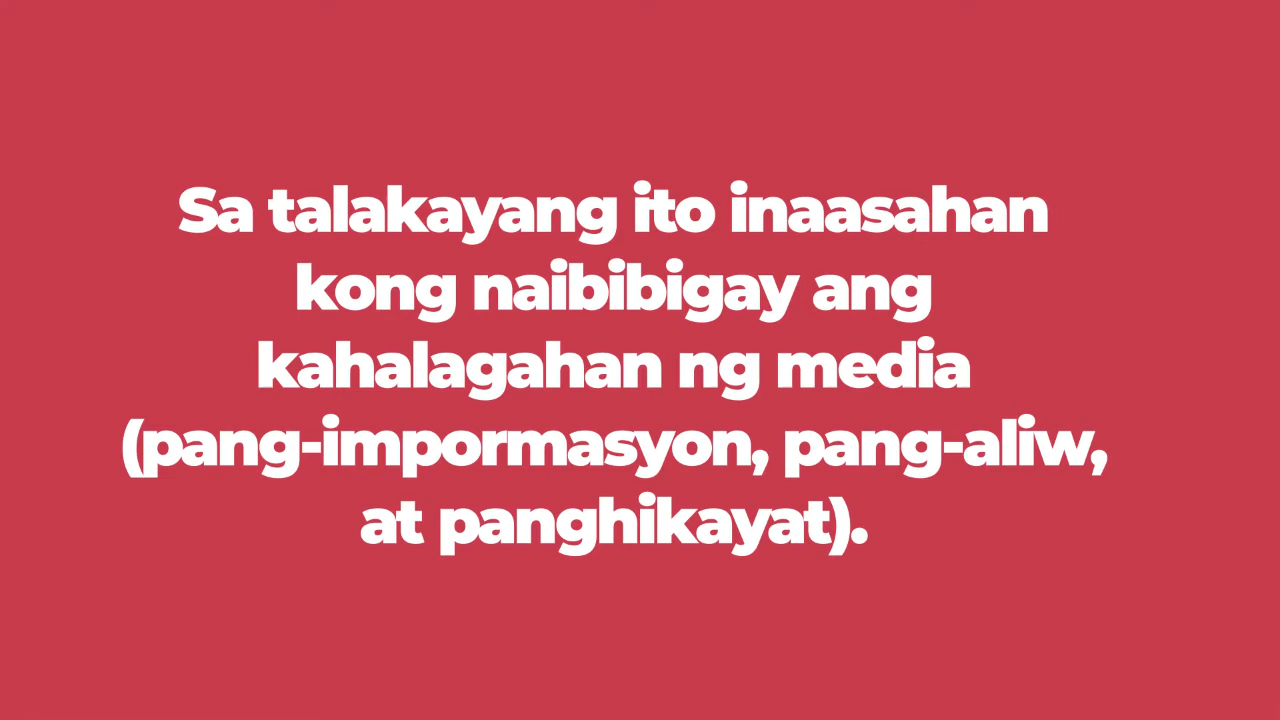 Sa talakayang ito inaasahan
kong naibibigay ang
kahalagahan ng media
(pang-impormasyon, pang-aliw,
at panghikayat).